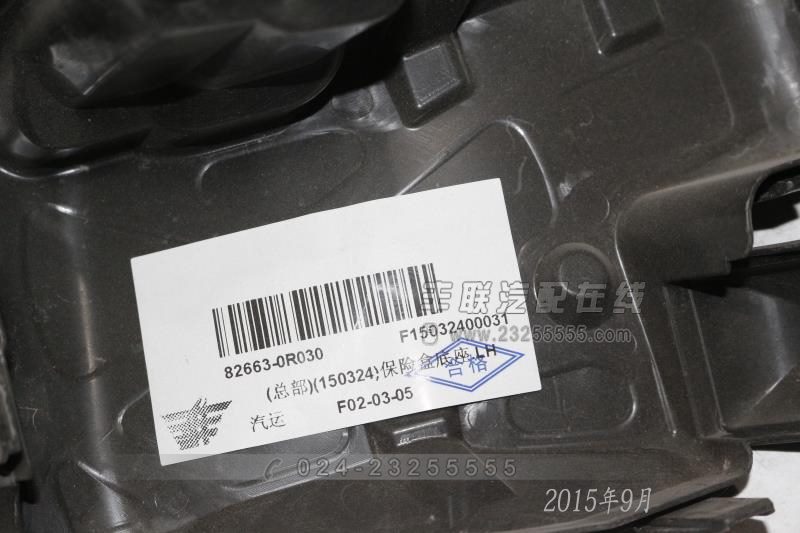 82663-0R030
F15032400031
(总部)(150324);保险盒底座,LH
合格
汽运
F02-03-05
丰联汽配在线
www.23255555.com
024-23255555
2015年9月